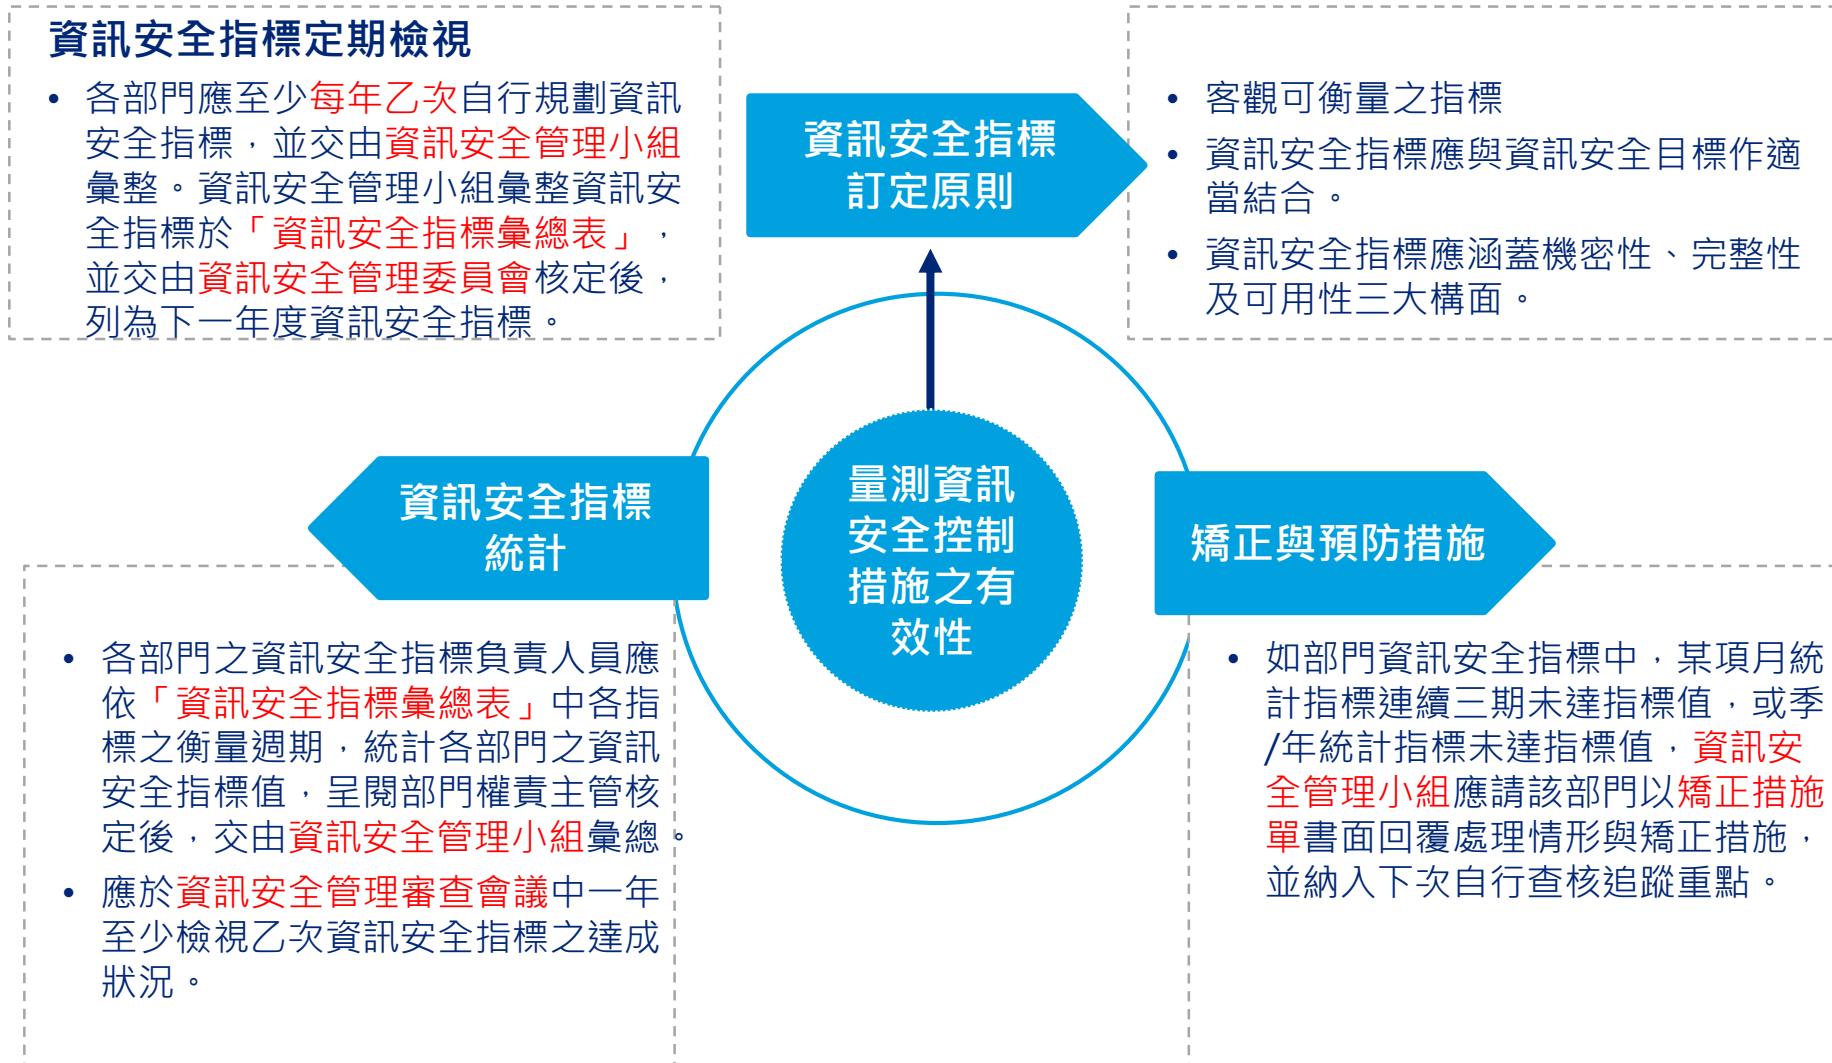 資訊安全指標定期檢視
• 各部門應至少每年乙次自行規劃資訊
安全指標，並交由資訊安全管理小組
彙整。資訊安全管理小組彙整資訊安
全指標於「資訊安全指標彙總表」，
並交由資訊安全管理委員會核定後，
列為下一年度資訊安全指標。
資訊安全指標
訂定原則
• 客觀可衡量之指標
• 資訊安全指標應與資訊安全目標作適
當結合。
• 資訊安全指標應涵蓋機密性、完整性
及可用性三大構面。
量測資訊
安全控制
措施之有
效性
資訊安全指標
統計
• 各部門之資訊安全指標負責人員應
依「資訊安全指標彙總表」中各指
標之衡量週期，統計各部門之資訊
安全指標值，呈閱部門權責主管核
定後，交由資訊安全管理小組彙總。
• 應於資訊安全管理審查會議中一年
至少檢視乙次資訊安全指標之達成
狀況。
矯正與預防措施
• 如部門資訊安全指標中，某項月統
計指標連續三期未達指標值，或季
/年統計指標未達指標值，資訊安
全管理小組應請該部門以矯正措施
單書面回覆處理情形與矯正措施，
並納入下次自行查核追蹤重點。